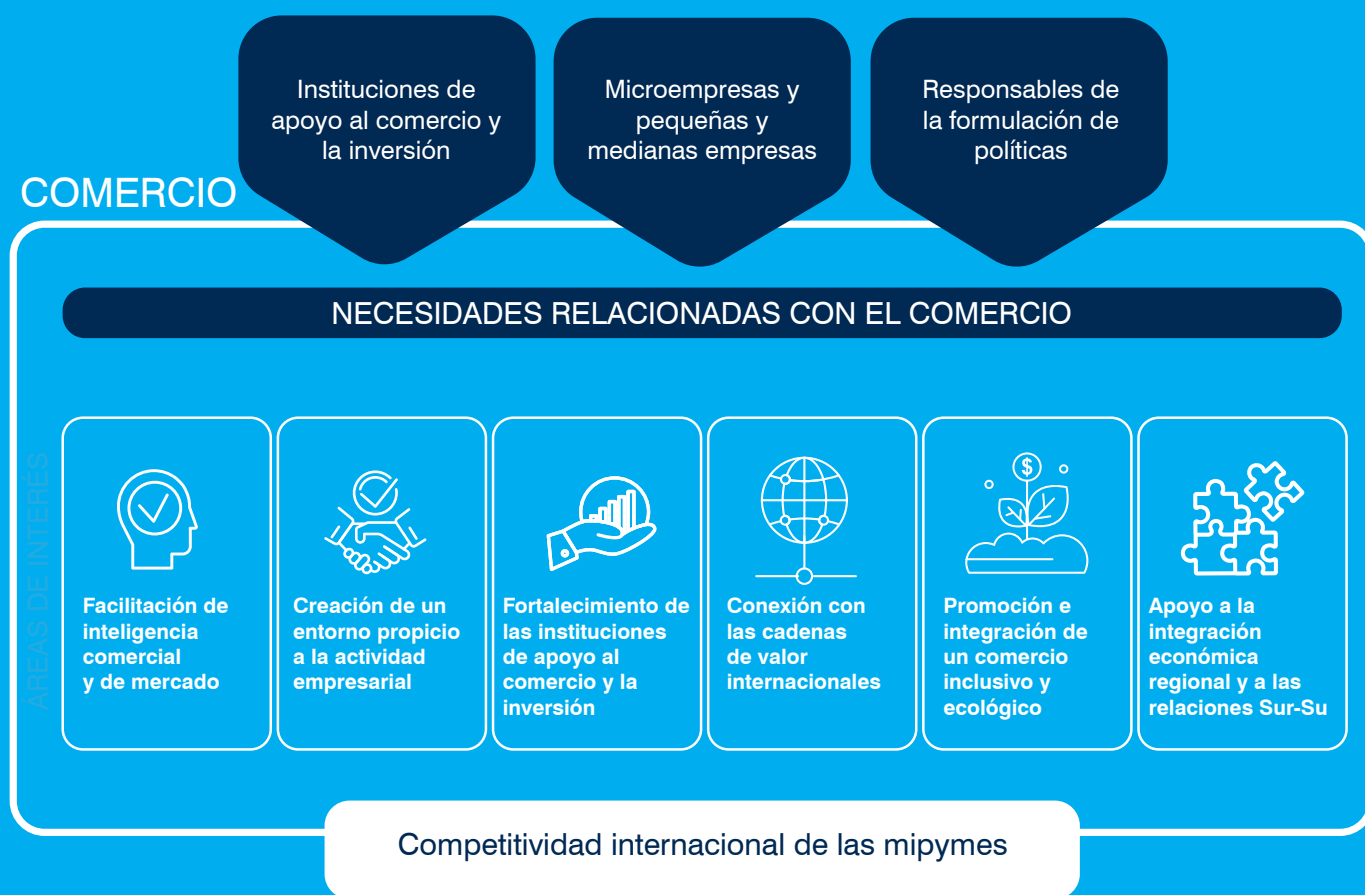 Instituciones de
apoyo al comercio y
la inversión
Microempresas y
pequeñas y
medianas empresas
Responsables de
la formulación de
políticas
COMERCIO
NECESIDADES RELACIONADAS CON EL COMERCIO
ÁREAS DE INTERÉS
$
Facilitación de
inteligencia
comercial
y de mercado
Creación de un
entorno propicio
a la actividad
empresarial
Fortalecimiento de
las instituciones
de apoyo al
comercio y la
inversión
Conexión con
las cadenas
de valor
internacionales
Promoción e
integración de
un comercio
inclusivo y
ecológico
Apoyo a la
integración
económica
regional y a las
relaciones Sur-Su
Competitividad internacional de las mipymes